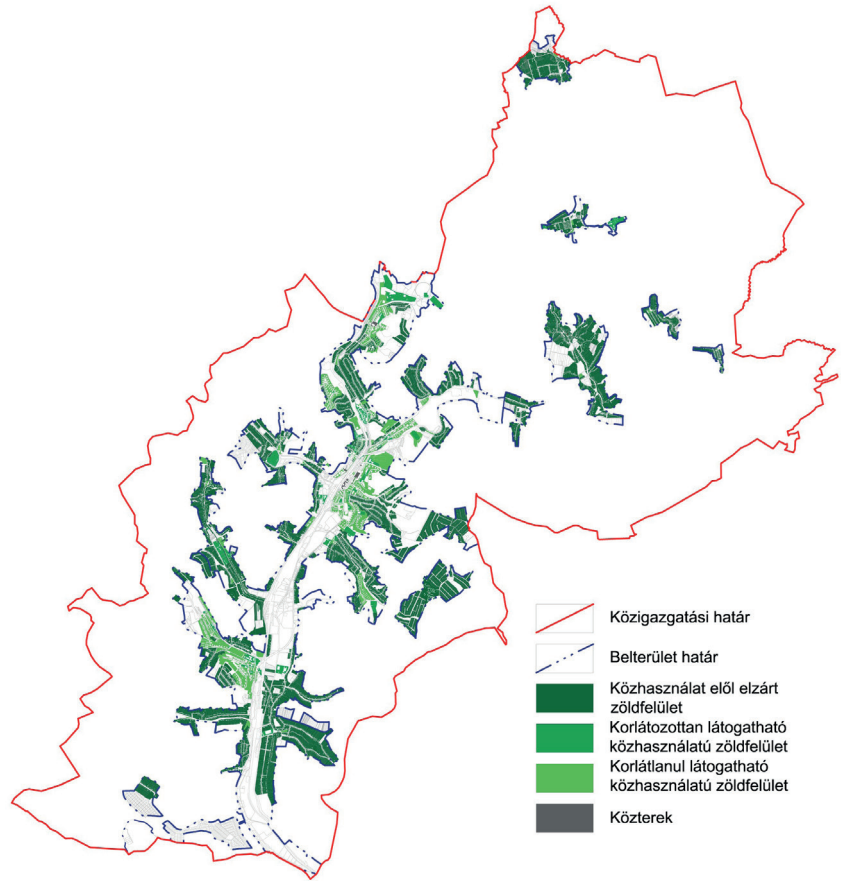 Közigazgatási határ
Belterület határ
Közhasználat elől elzárt
zöldfelület
Korlátozottan látogatható
közhasználatú zöldfelület
Korlátlanul látogatható
közhasználatú zöldfelület
Közterek